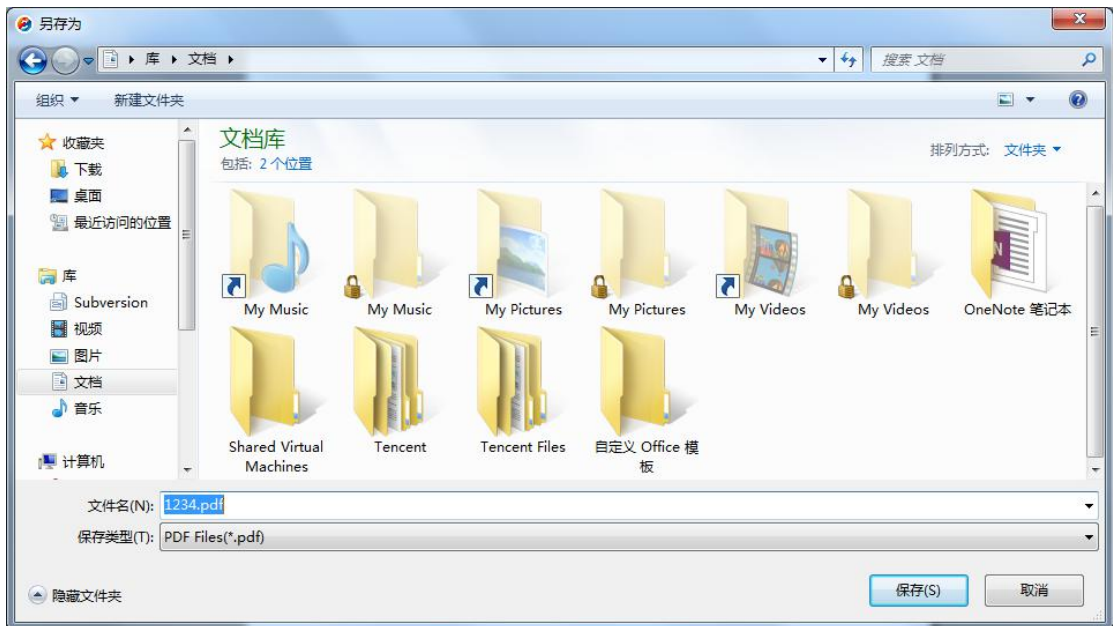 另存为
库 ▸ 文档 ▸
搜索 文档
组织 新建文件夹
收藏夹
下载
桌面
最近访问的位置
库
Subversion
视频
图片
文档
音乐
计算机
文档库
包括: 2 个位置
排列方式: 文件夹
My Music
My Music
My Pictures
My Pictures
My Videos
My Videos
OneNote 笔记本
Shared Virtual
Machines
Tencent
Tencent Files
自定义 Office 模
板
文件名(N): 1234.pdf
保存类型(T): PDF Files(*.pdf)
隐藏文件夹
保存(S)
取消